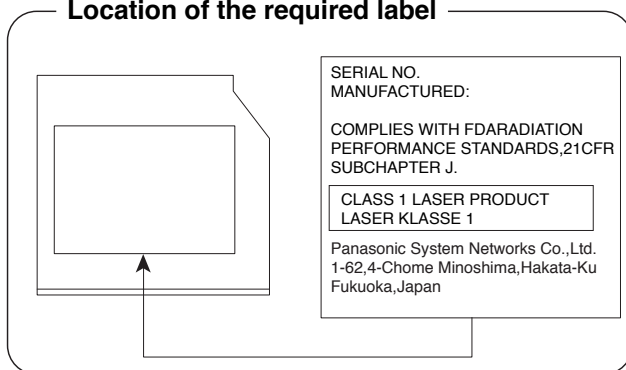 Location of the required label
SERIAL NO.
MANUFACTURED:
COMPLIES WITH FDARADIATION
PERFORMANCE STANDARDS,21CFR
SUBCHAPTER J.
CLASS 1 LASER PRODUCT
LASER KLASSE 1
Panasonic System Networks Co.,Ltd.
1-62,4-Chome Minoshima,Hakata-Ku
Fukuoka,Japan